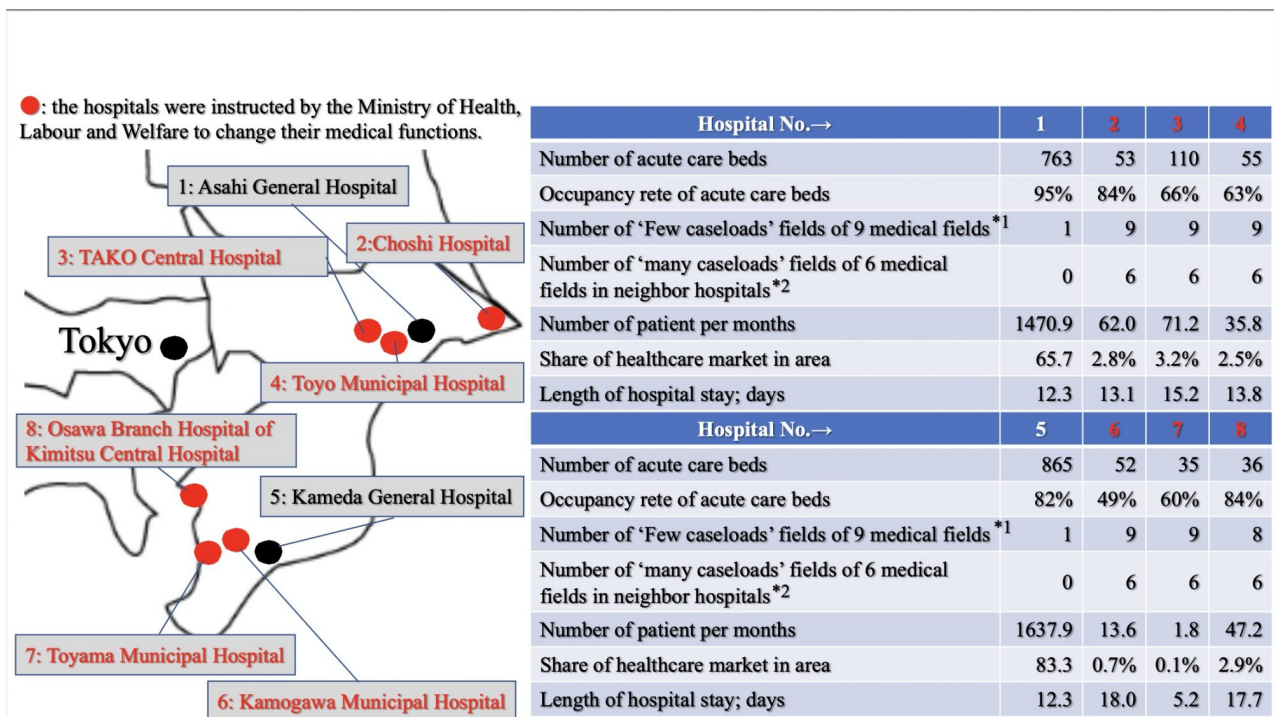 ●: the hospitals were instructed by the Ministry of Health,
Labour and Welfare to change their medical functions.
1: Asahi General Hospital
2:Choshi Hospital
3: TAKO Central Hospital
Tokyo
4: Toyo Municipal Hospital
8: Osawa Branch Hospital of
Kimitsu Central Hospital
5: Kameda General Hospital
7: Toyama Municipal Hospital
6: Kamogawa Municipal Hospital
Hospital No.→ 1 2 3 4
Number of acute care beds 763 53 110 55
Occupancy rete of acute care beds 95% 84% 66% 63%
Number of ‘Few caseloads’ fields of 9 medical fields*1 1 9 9 9
Number of ‘many caseloads’ fields of 6 medical
fields in neighbor hospitals*2 0 6 6 6
Number of patient per months 1470.9 62.0 71.2 35.8
Share of healthcare market in area 65.7 2.8% 3.2% 2.5%
Length of hospital stay; days 12.3 13.1 15.2 13.8
Hospital No.→ 5 6 7 8
Number of acute care beds 865 52 35 36
Occupancy rete of acute care beds 82% 49% 60% 84%
Number of ‘Few caseloads’ fields of 9 medical fields*1 1 9 9 8
Number of ‘many caseloads’ fields of 6 medical
fields in neighbor hospitals*2 0 6 6 6
Number of patient per months 1637.9 13.6 1.8 47.2
Share of healthcare market in area 83.3 0.7% 0.1% 2.9%
Length of hospital stay; days 12.3 18.0 5.2 17.7